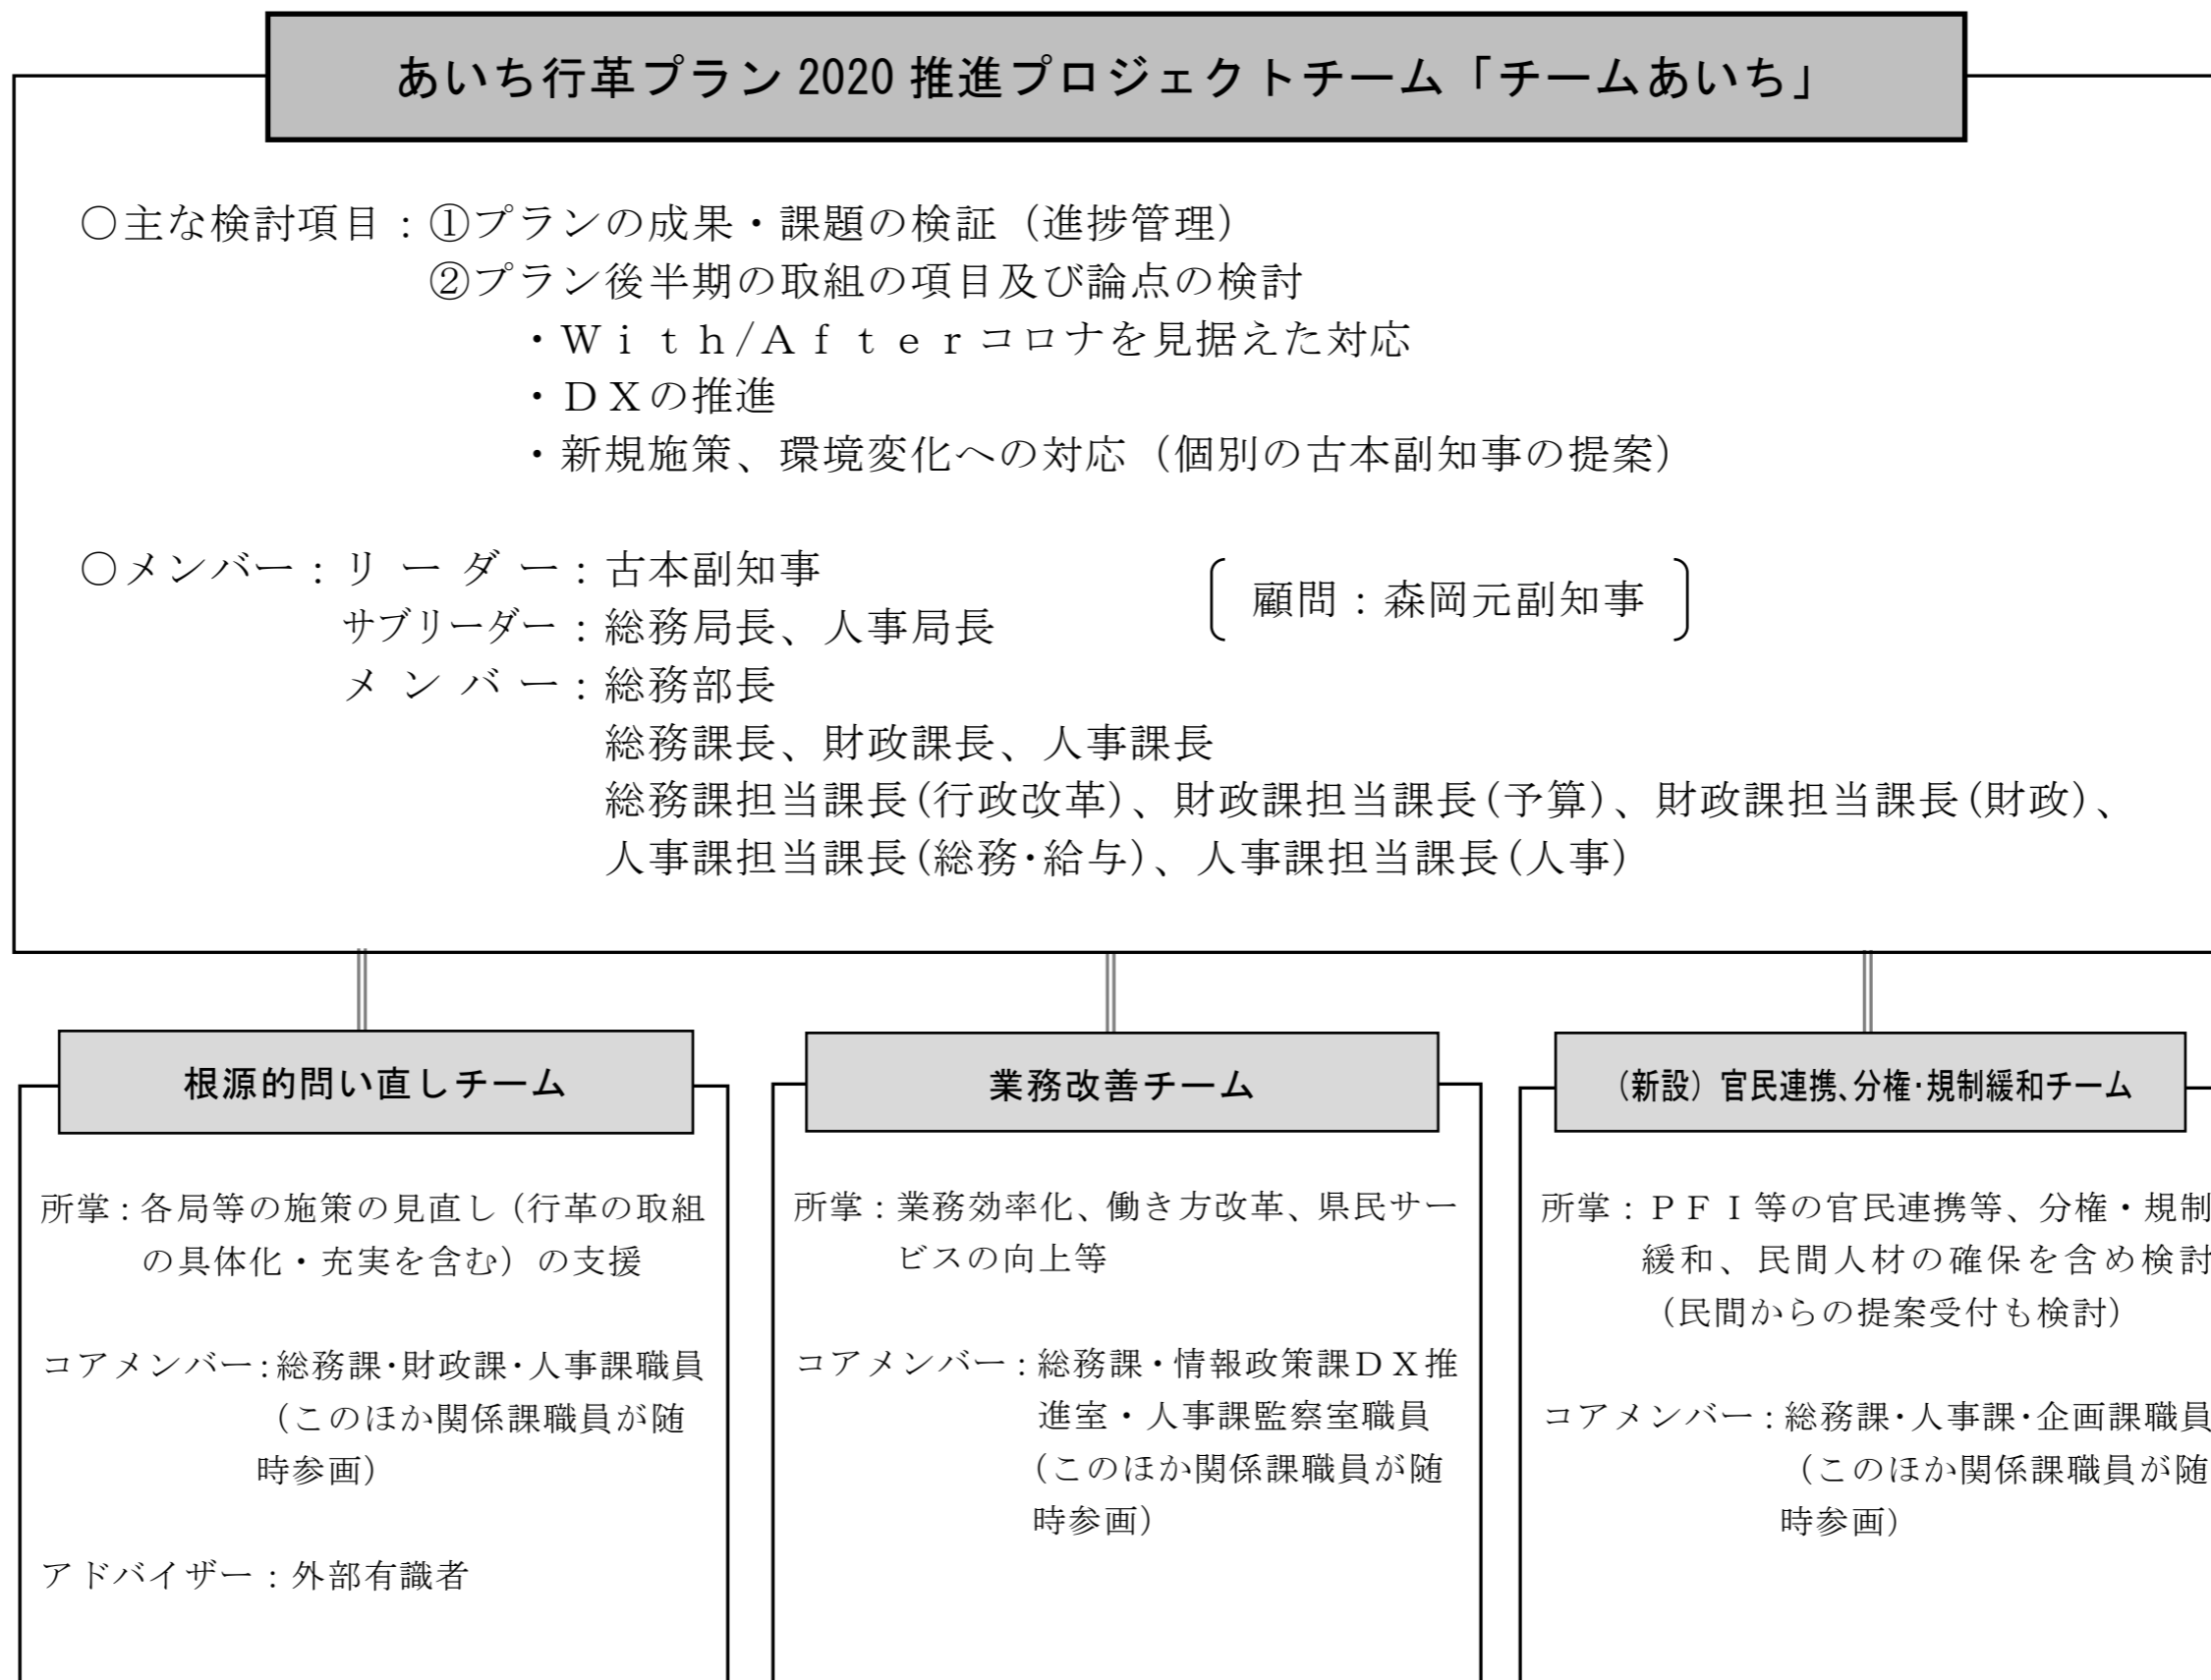 あいち行革プラン 2020 推進プロジェクトチーム「チームあいち」
○主な検討項目：①プランの成果・課題の検証（進捗管理）
②プラン後半期の取組の項目及び論点の検討
・Ｗｉｔｈ/Ａｆｔｅｒコロナを見据えた対応
・ＤＸの推進
・新規施策、環境変化への対応（個別の古本副知事の提案）
○メンバー：リ ー ダ ー：古本副知事
顧問：森岡元副知事
サブリーダー：総務局長、人事局長
メ ン バ ー：総務部長
総務課長、財政課長、人事課長
総務課担当課長(行政改革)、財政課担当課長(予算)、財政課担当課長(財政)、
人事課担当課長(総務･給与)、人事課担当課長(人事)
根源的問い直しチーム
所掌：各局等の施策の見直し（行革の取組
の具体化・充実を含む）の支援
コアメンバー：総務課･財政課･人事課職員
（このほか関係課職員が随
時参画）
アドバイザー：外部有識者
業務改善チーム
所掌：業務効率化、働き方改革、県民サー
ビスの向上等
コアメンバー：総務課･情報政策課ＤＸ推
進室・人事課監察室職員
（このほか関係課職員が随
時参画）
（新設）官民連携、分権･規制緩和チーム
所掌：ＰＦＩ等の官民連携等、分権・規制
緩和、民間人材の確保を含め検討
（民間からの提案受付も検討）
コアメンバー：総務課･人事課･企画課職員
（このほか関係課職員が随
時参画）